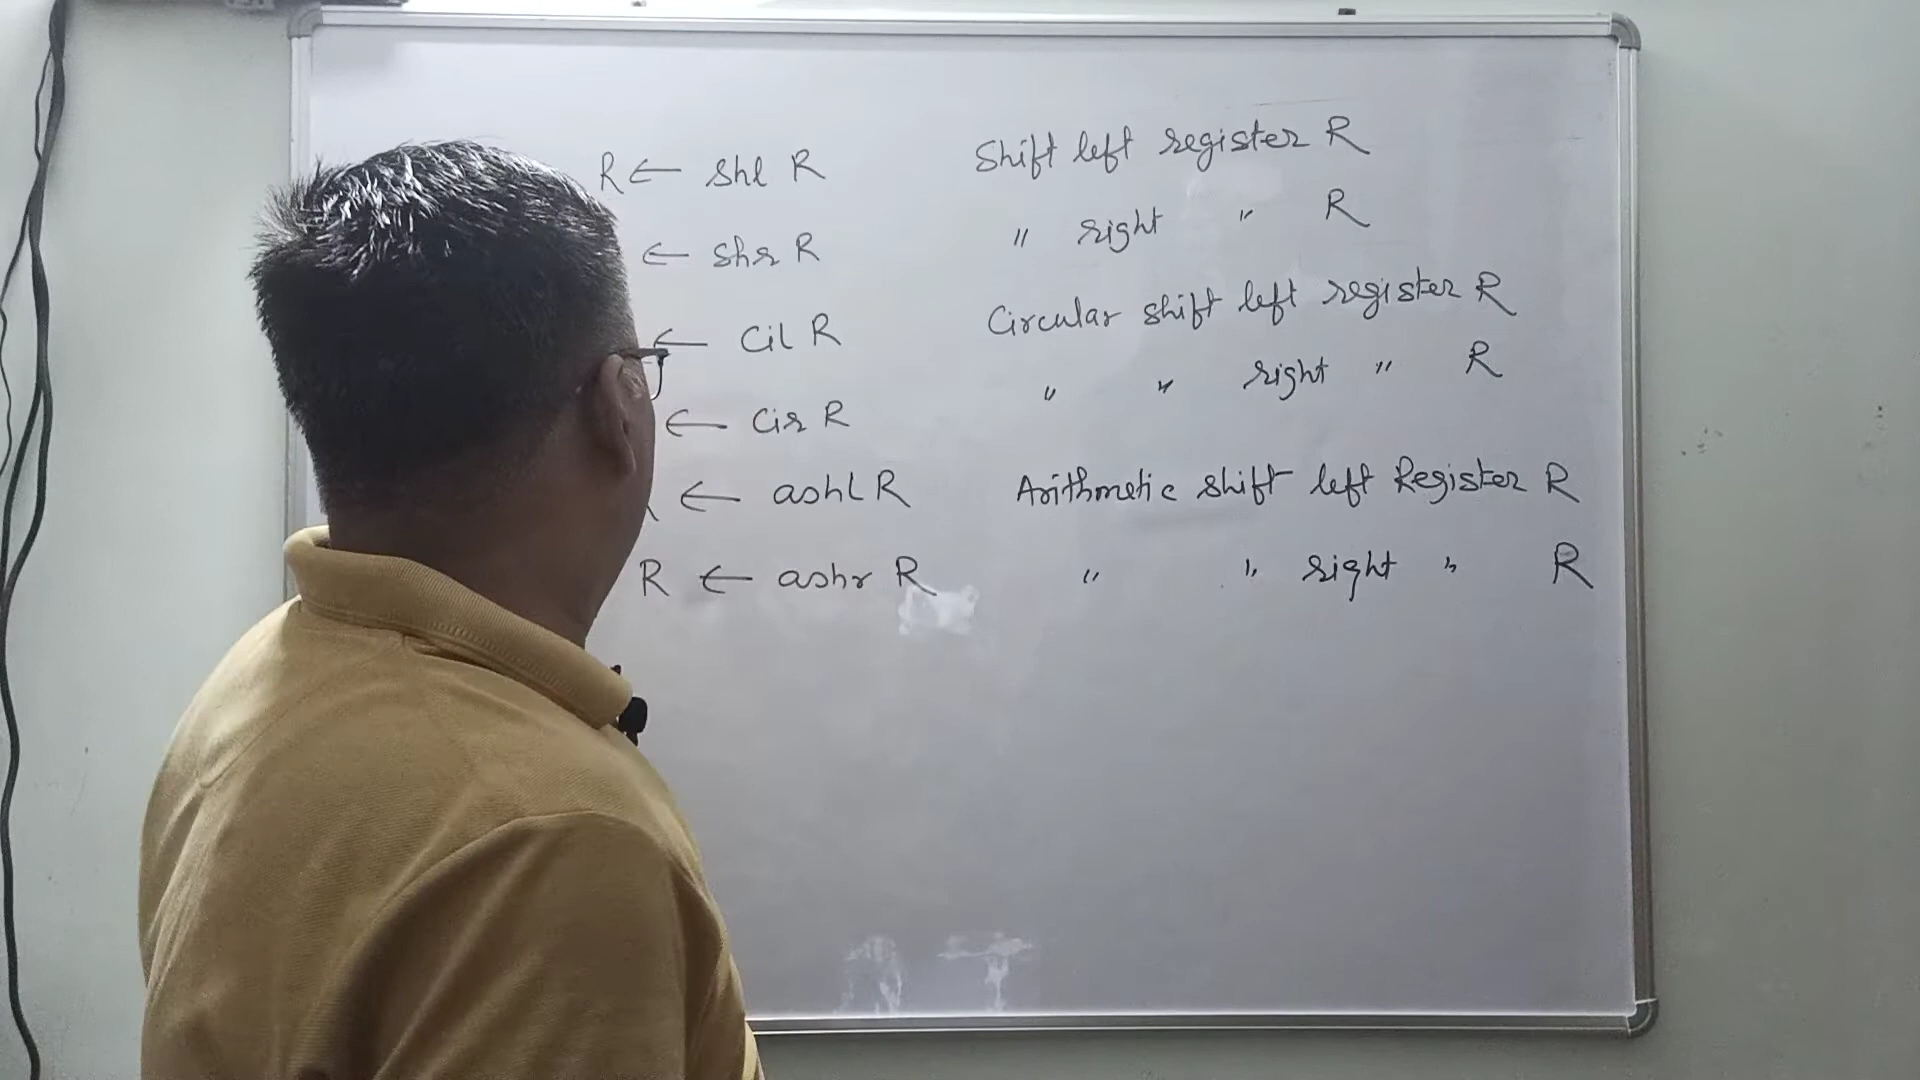 R ← shl R Shift left register R
← shr R " right " R
← Cil R Circular shift left register R
← Cir R " " right " R
← ashl R Arithmetic shift left Register R
R ← ashr R " " right " R